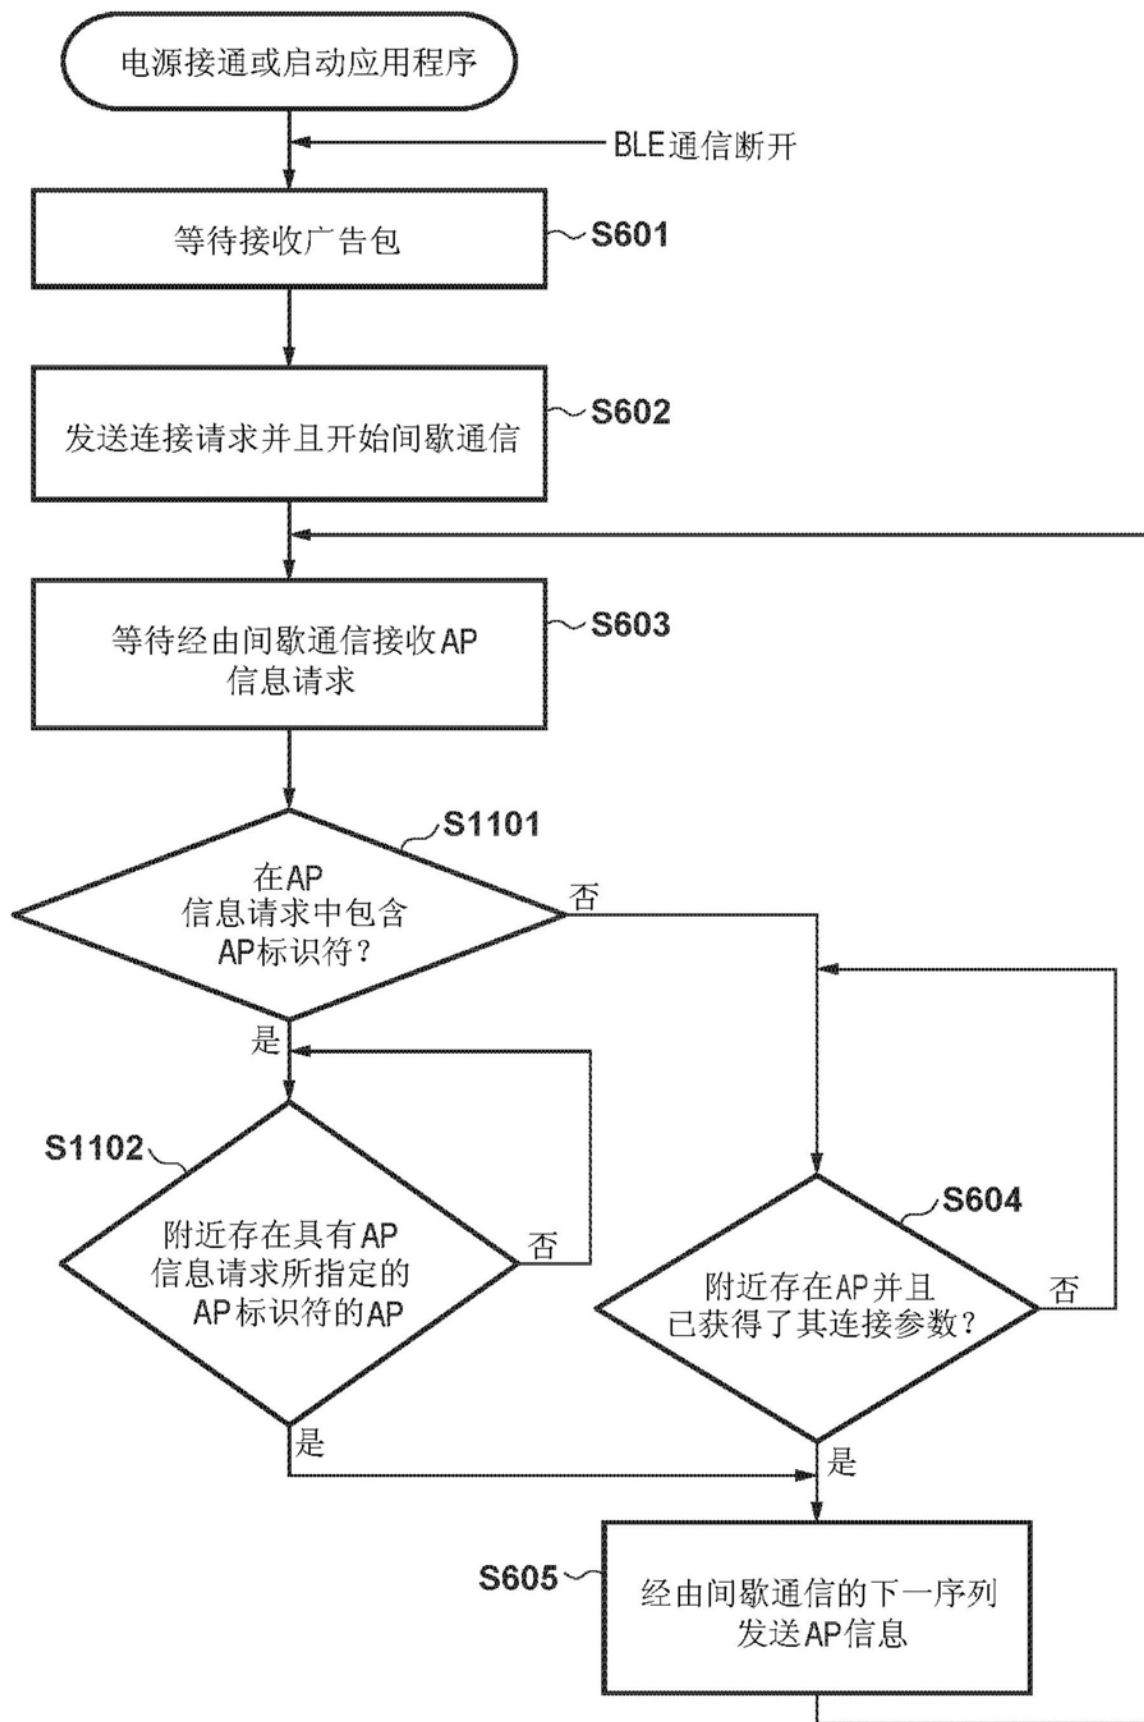 电源接通或启动应用程序
BLE通信断开
等待接收广告包
S601
发送连接请求并且开始间歇通信
S602
等待经由间歇通信接收AP
信息请求
S603
S1101
在AP
信息请求中包含
AP标识符?
否
是
S1102
附近存在具有AP
信息请求所指定的
AP标识符的AP
否
是
S604
附近存在AP并且
已获得了其连接参数?
否
是
S605
经由间歇通信的下一序列
发送AP信息